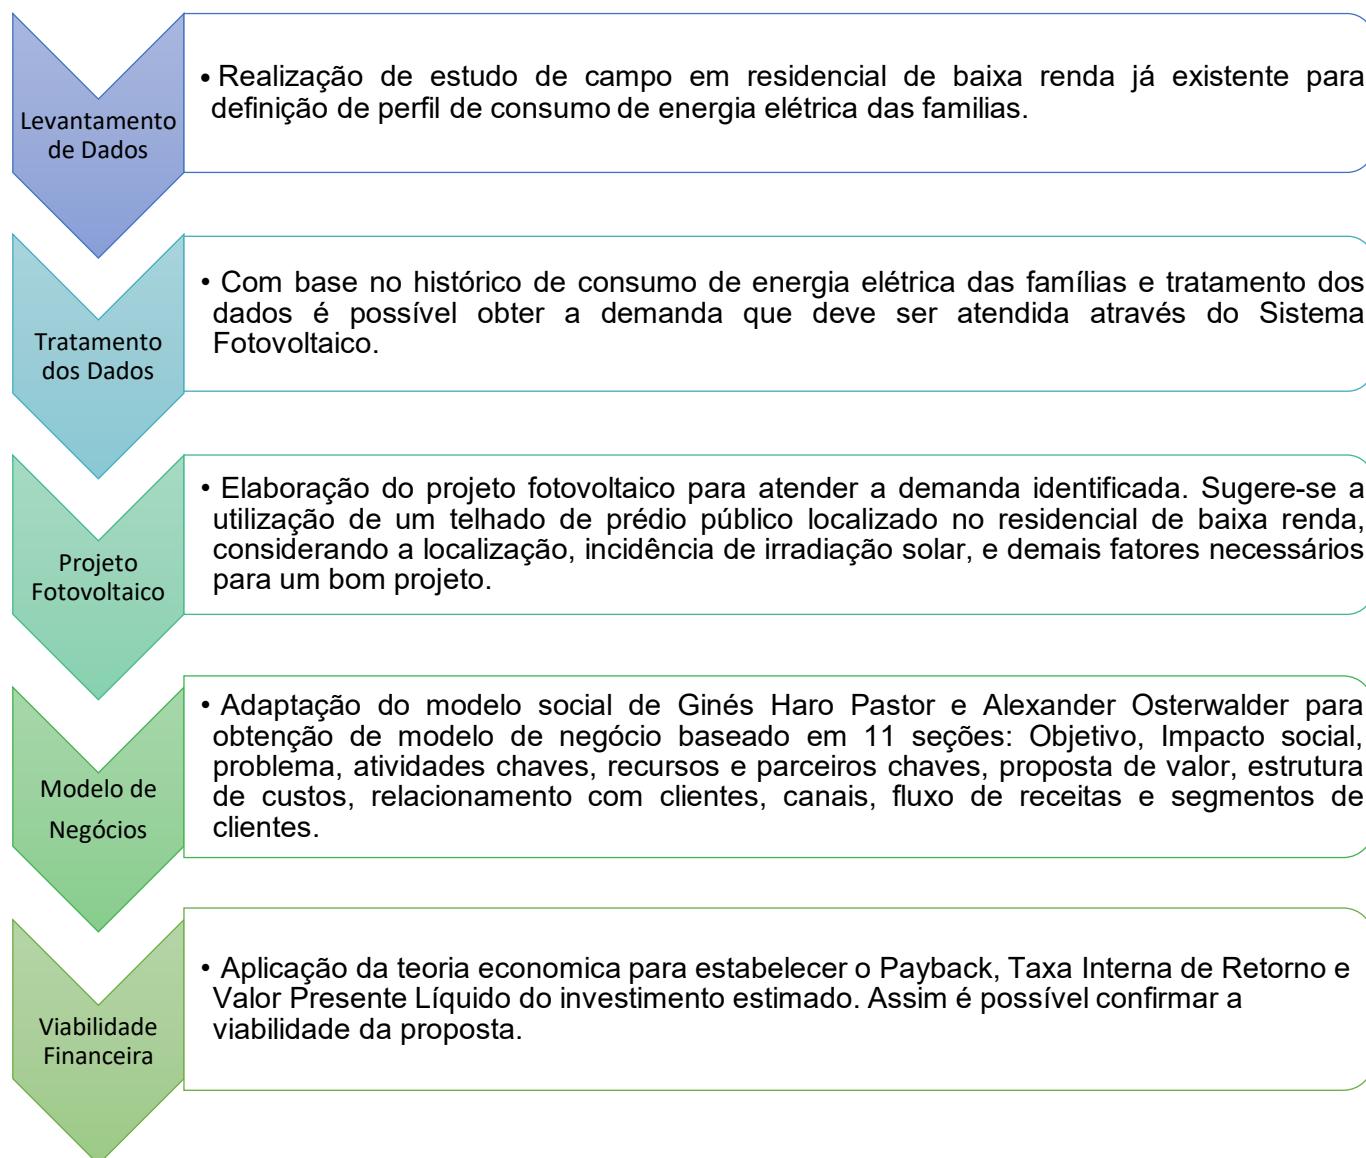 Levantamento
de Dados
• Realização de estudo de campo em residencial de baixa renda já existente para
definição de perfil de consumo de energia elétrica das familias.
Tratamento
dos Dados
• Com base no histórico de consumo de energia elétrica das famílias e tratamento dos
dados é possível obter a demanda que deve ser atendida através do Sistema
Fotovoltaico.
Projeto
Fotovoltaico
• Elaboração do projeto fotovoltaico para atender a demanda identificada. Sugere-se a
utilização de um telhado de prédio público localizado no residencial de baixa renda,
considerando a localização, incidência de irradiação solar, e demais fatores necessários
para um bom projeto.
Modelo de
Negócios
• Adaptação do modelo social de Ginés Haro Pastor e Alexander Osterwalder para
obtenção de modelo de negócio baseado em 11 seções: Objetivo, Impacto social,
problema, atividades chaves, recursos e parceiros chaves, proposta de valor, estrutura
de custos, relacionamento com clientes, canais, fluxo de receitas e segmentos de
clientes.
Viabilidade
Financeira
• Aplicação da teoria economica para estabelecer o Payback, Taxa Interna de Retorno e
Valor Presente Líquido do investimento estimado. Assim é possível confirmar a
viabilidade da proposta.